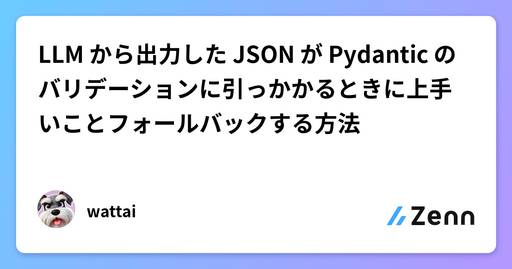 LLM から出力した JSON が Pydantic の
バリデーションに引っかかるときに上手
いことフォールバックする方法
wattai
Zenn